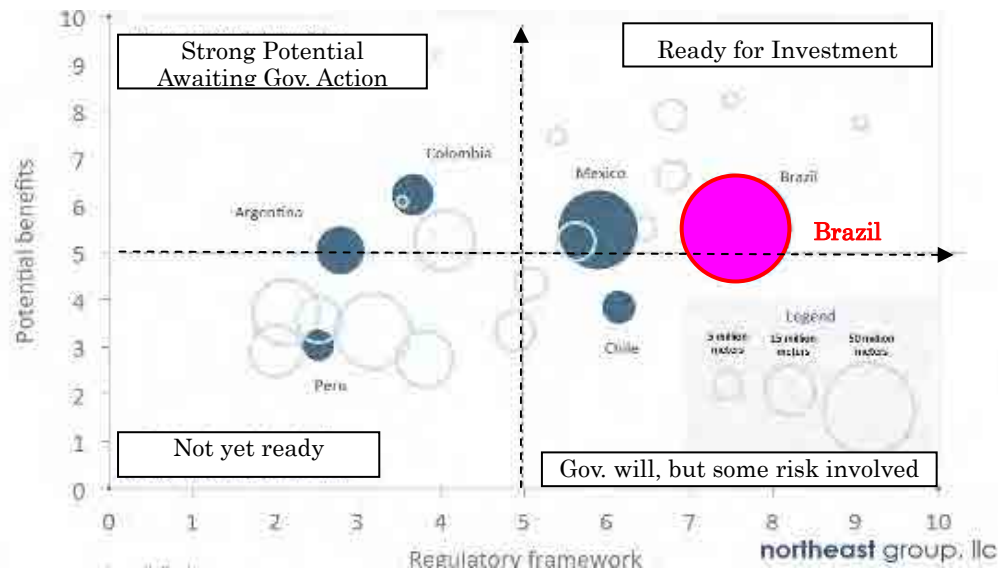 10
Strong Potential
Awaiting Gov. Action
Ready for Investment
9
8
7
Colombia
Mexico
Brazil
6
Argentina
Brazil
5
Potential benefits
4
Legend
5 million
meters
15 million
meters
50 million
meters
3
Chile
Peru
2
1
Not yet ready
Gov. will, but some risk involved
0
0 1 2 3 4 5 6 7 8 9 10
Regulatory framework
northeast group, llc